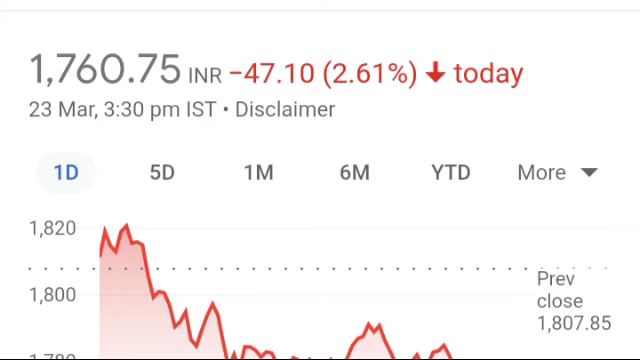 1,760.75 INR −47.10 (2.61%) ↓ today
23 Mar, 3:30 pm IST • Disclaimer
1D 5D 1M 6M YTD More
1,820
Prev
close
1,800
1,807.85